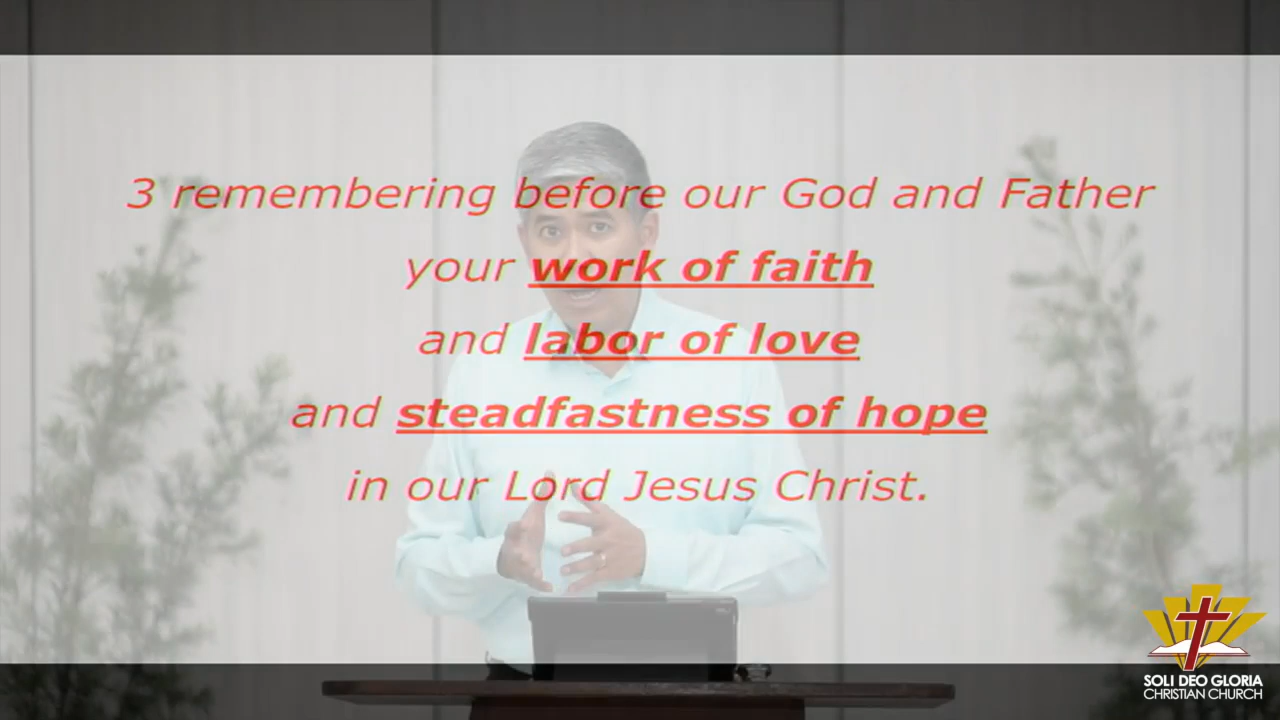 3 remembering before our God and Father
your work of faith
and labor of love
and steadfastness of hope
in our Lord Jesus Christ.
SOLI DEO GLORIA
CHRISTIAN CHURCH